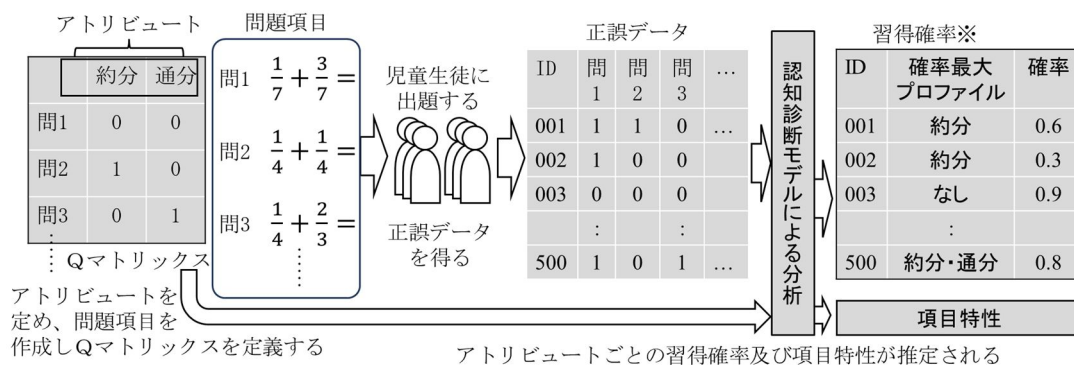 アトリビュート
約分 通分
問1 0 0
問2 1 0
問3 0 1
⋮
Qマトリックス
アトリビュートを
定め、問題項目を
作成しQマトリックスを定義する
問題項目
問1 1/7 + 3/7 =
問2 1/4 + 1/4 =
問3 1/4 + 2/3 =
⋮
児童生徒に
出題する
正誤データ
を得る
正誤データ
ID 問1 問2 問3 …
001 1 1 0 …
002 1 0 0
003 0 0 0
: :
500 1 0 1 …
認知診断モデルによる分析
習得確率※
ID 確率最大プロファイル 確率
001 約分 0.6
002 約分 0.3
003 なし 0.9
:
500 約分・通分 0.8
項目特性
アトリビュートごとの習得確率及び項目特性が推定される